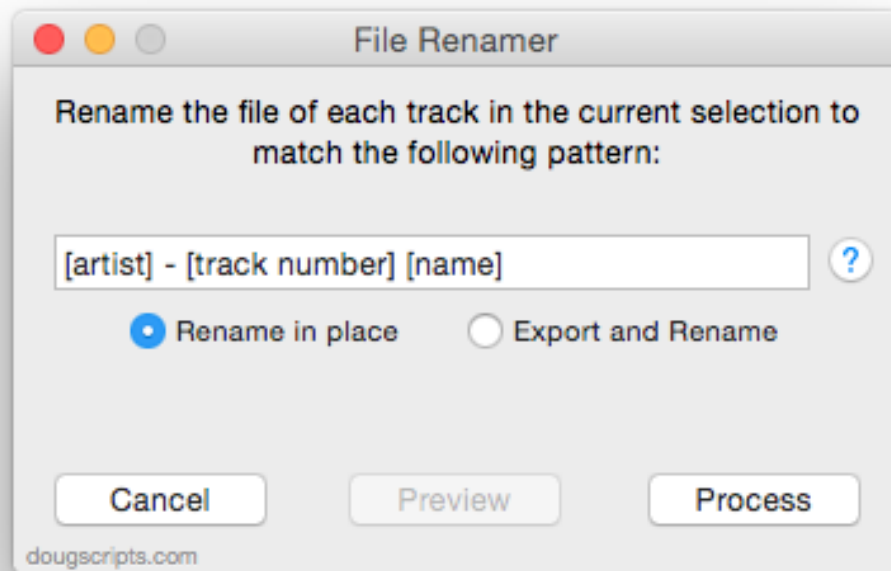 File Renamer
Rename the file of each track in the current selection to
match the following pattern:
[artist] - [track number] [name]
?
Rename in place
Export and Rename
Cancel
Preview
Process
dougscripts.com